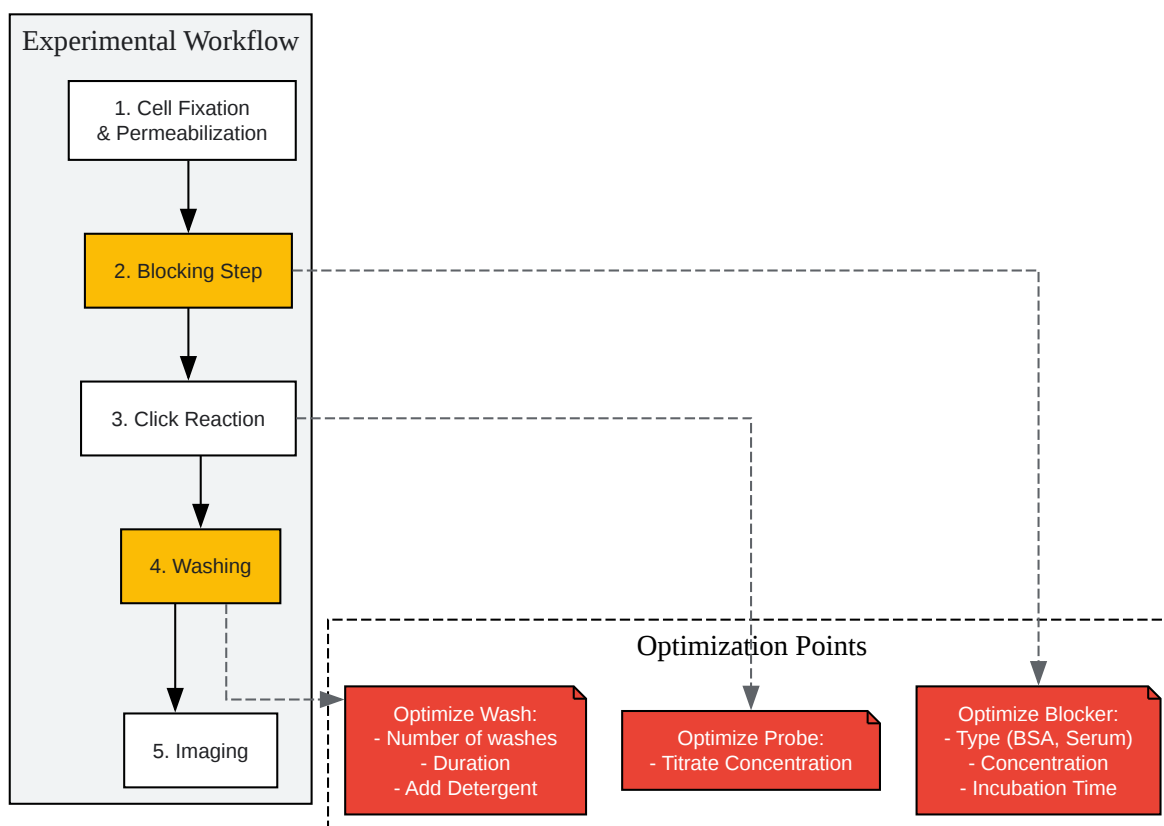 Experimental Workflow
1. Cell Fixation
& Permeabilization
2. Blocking Step
3. Click Reaction
4. Washing
5. Imaging
Optimization Points
Optimize Wash:
- Number of washes
- Duration
- Add Detergent
Optimize Probe:
- Titrate Concentration
Optimize Blocker:
- Type (BSA, Serum)
- Concentration
- Incubation Time